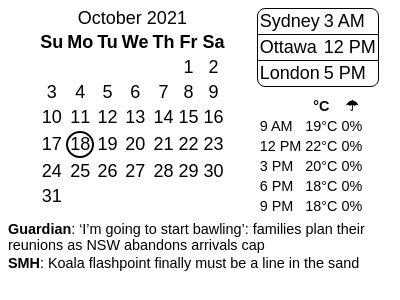 October 2021
Su Mo Tu We Th Fr Sa
1 2
3 4 5 6 7 8 9
10 11 12 13 14 15 16
17 18 19 20 21 22 23
24 25 26 27 28 29 30
31
Sydney 3 AM
Ottawa 12 PM
London 5 PM
°C ☂
9 AM 19°C 0%
12 PM 22°C 0%
3 PM 20°C 0%
6 PM 18°C 0%
9 PM 18°C 0%
Guardian: ‘I’m going to start bawling’: families plan their
reunions as NSW abandons arrivals cap
SMH: Koala flashpoint finally must be a line in the sand